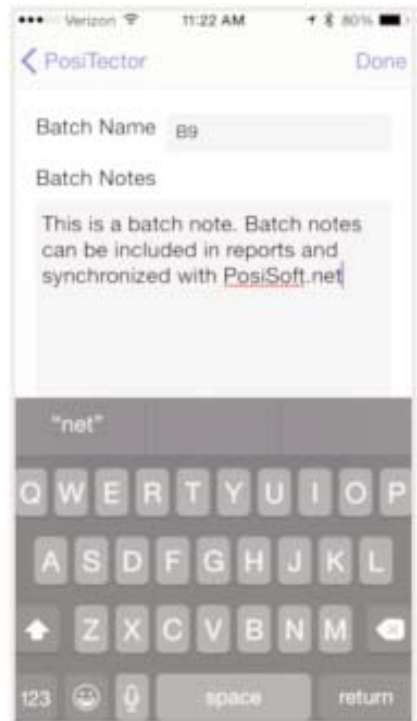 Verizon 11:22 AM 80%
PosiTector Done
Batch Name B9
Batch Notes
This is a batch note. Batch notes
can be included in reports and
synchronized with PosiSoft.net
"net"
Q W E R T Y U I O P
A S D F G H J K L
Z X C V B N M
123 space return